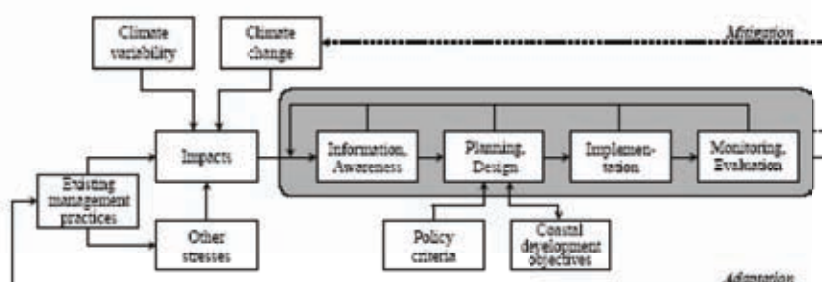 Climate
variability
Climate
change
Mitigation
Impacts
Information,
Awareness
Planning,
Design
Implemen-
tation
Monitoring,
Evaluation
Existing
management
practices
Other
stresses
Policy
criteria
Coastal
development
objectives
Adaptation